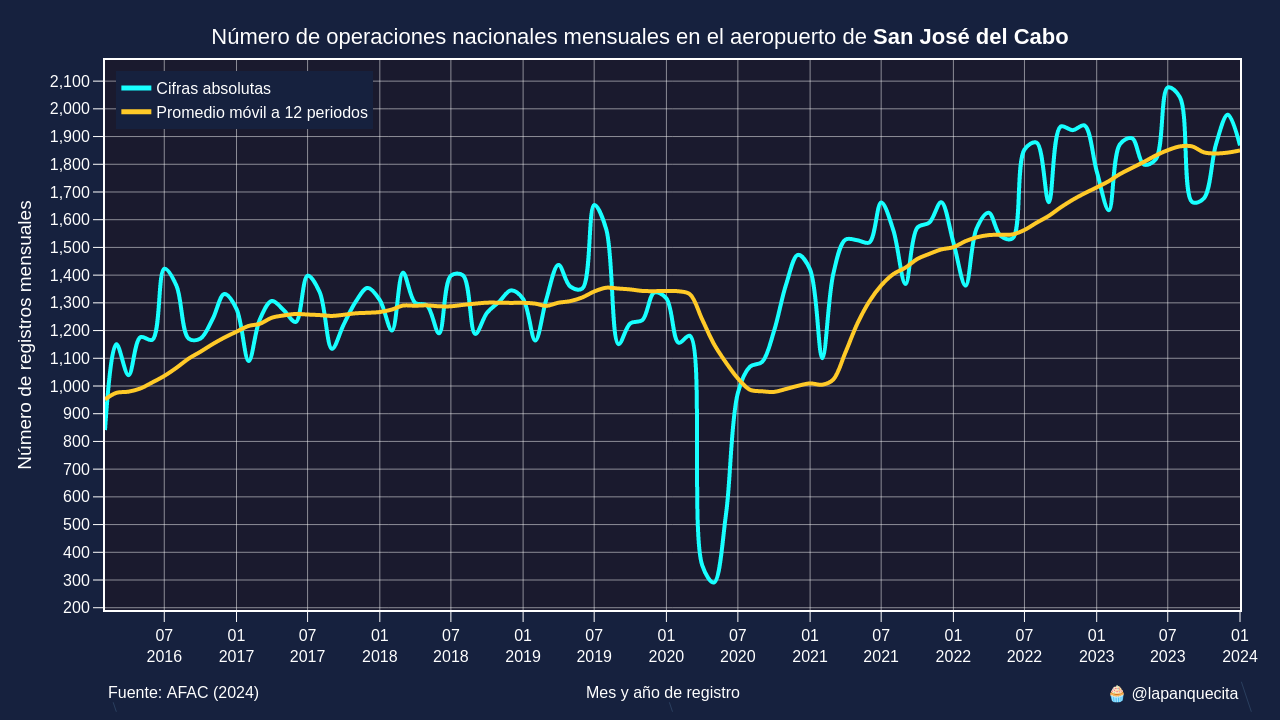 Número de operaciones nacionales mensuales en el aeropuerto de San José del Cabo
Cifras absolutas
Promedio móvil a 12 periodos
Número de registros mensuales
2,100
2,000
1,900
1,800
1,700
1,600
1,500
1,400
1,300
1,200
1,100
1,000
900
800
700
600
500
400
300
200
07 01 07 01 07 01 07 01 07 01 07 01 07 01 07 01
2016 2017 2017 2018 2018 2019 2019 2020 2020 2021 2021 2022 2022 2023 2023 2024
Fuente: AFAC (2024) Mes y año de registro 🧁 @lapanquecita